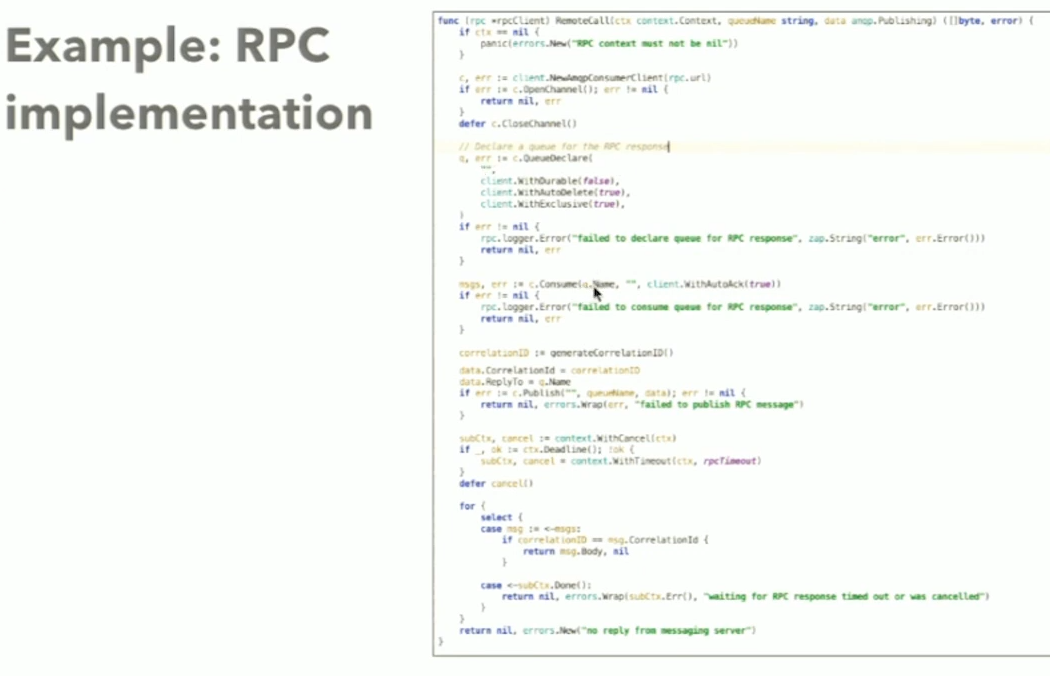 Example: RPC
implementation
func (rpc *rpcClient) RemoteCall(ctx context.Context, queueName string, data amqp.Publishing) ([]byte, error) {
if ctx == nil {
panic(errors.New("RPC context must not be nil"))
}
c, err := client.NewAmqpConsumerClient(rpc.url)
if err := c.OpenChannel(); err != nil {
return nil, err
}
defer c.CloseChannel()
// Declare a queue for the RPC response
q, err := c.QueueDeclare(
"",
client.WithDurable(false),
client.WithAutoDelete(true),
client.WithExclusive(true),
)
if err != nil {
rpc.logger.Error("failed to declare queue for RPC response", zap.String("error", err.Error()))
return nil, err
}
msgs, err := c.Consume(q.Name, "", client.WithAutoAck(true))
if err != nil {
rpc.logger.Error("failed to consume queue for RPC response", zap.String("error", err.Error()))
return nil, err
}
correlationID := generateCorrelationID()
data.CorrelationId = correlationID
data.ReplyTo = q.Name
if err := c.Publish("", queueName, data); err != nil {
return nil, errors.Wrap(err, "failed to publish RPC message")
}
subCtx, cancel := context.WithCancel(ctx)
if _, ok := ctx.Deadline(); !ok {
subCtx, cancel = context.WithTimeout(ctx, rpcTimeout)
}
defer cancel()
for {
select {
case msg := <-msgs:
if correlationID == msg.CorrelationId {
return msg.Body, nil
}
case <-subCtx.Done():
return nil, errors.Wrap(subCtx.Err(), "waiting for RPC response timed out or was cancelled")
}
}
return nil, errors.New("no reply from messaging server")
}